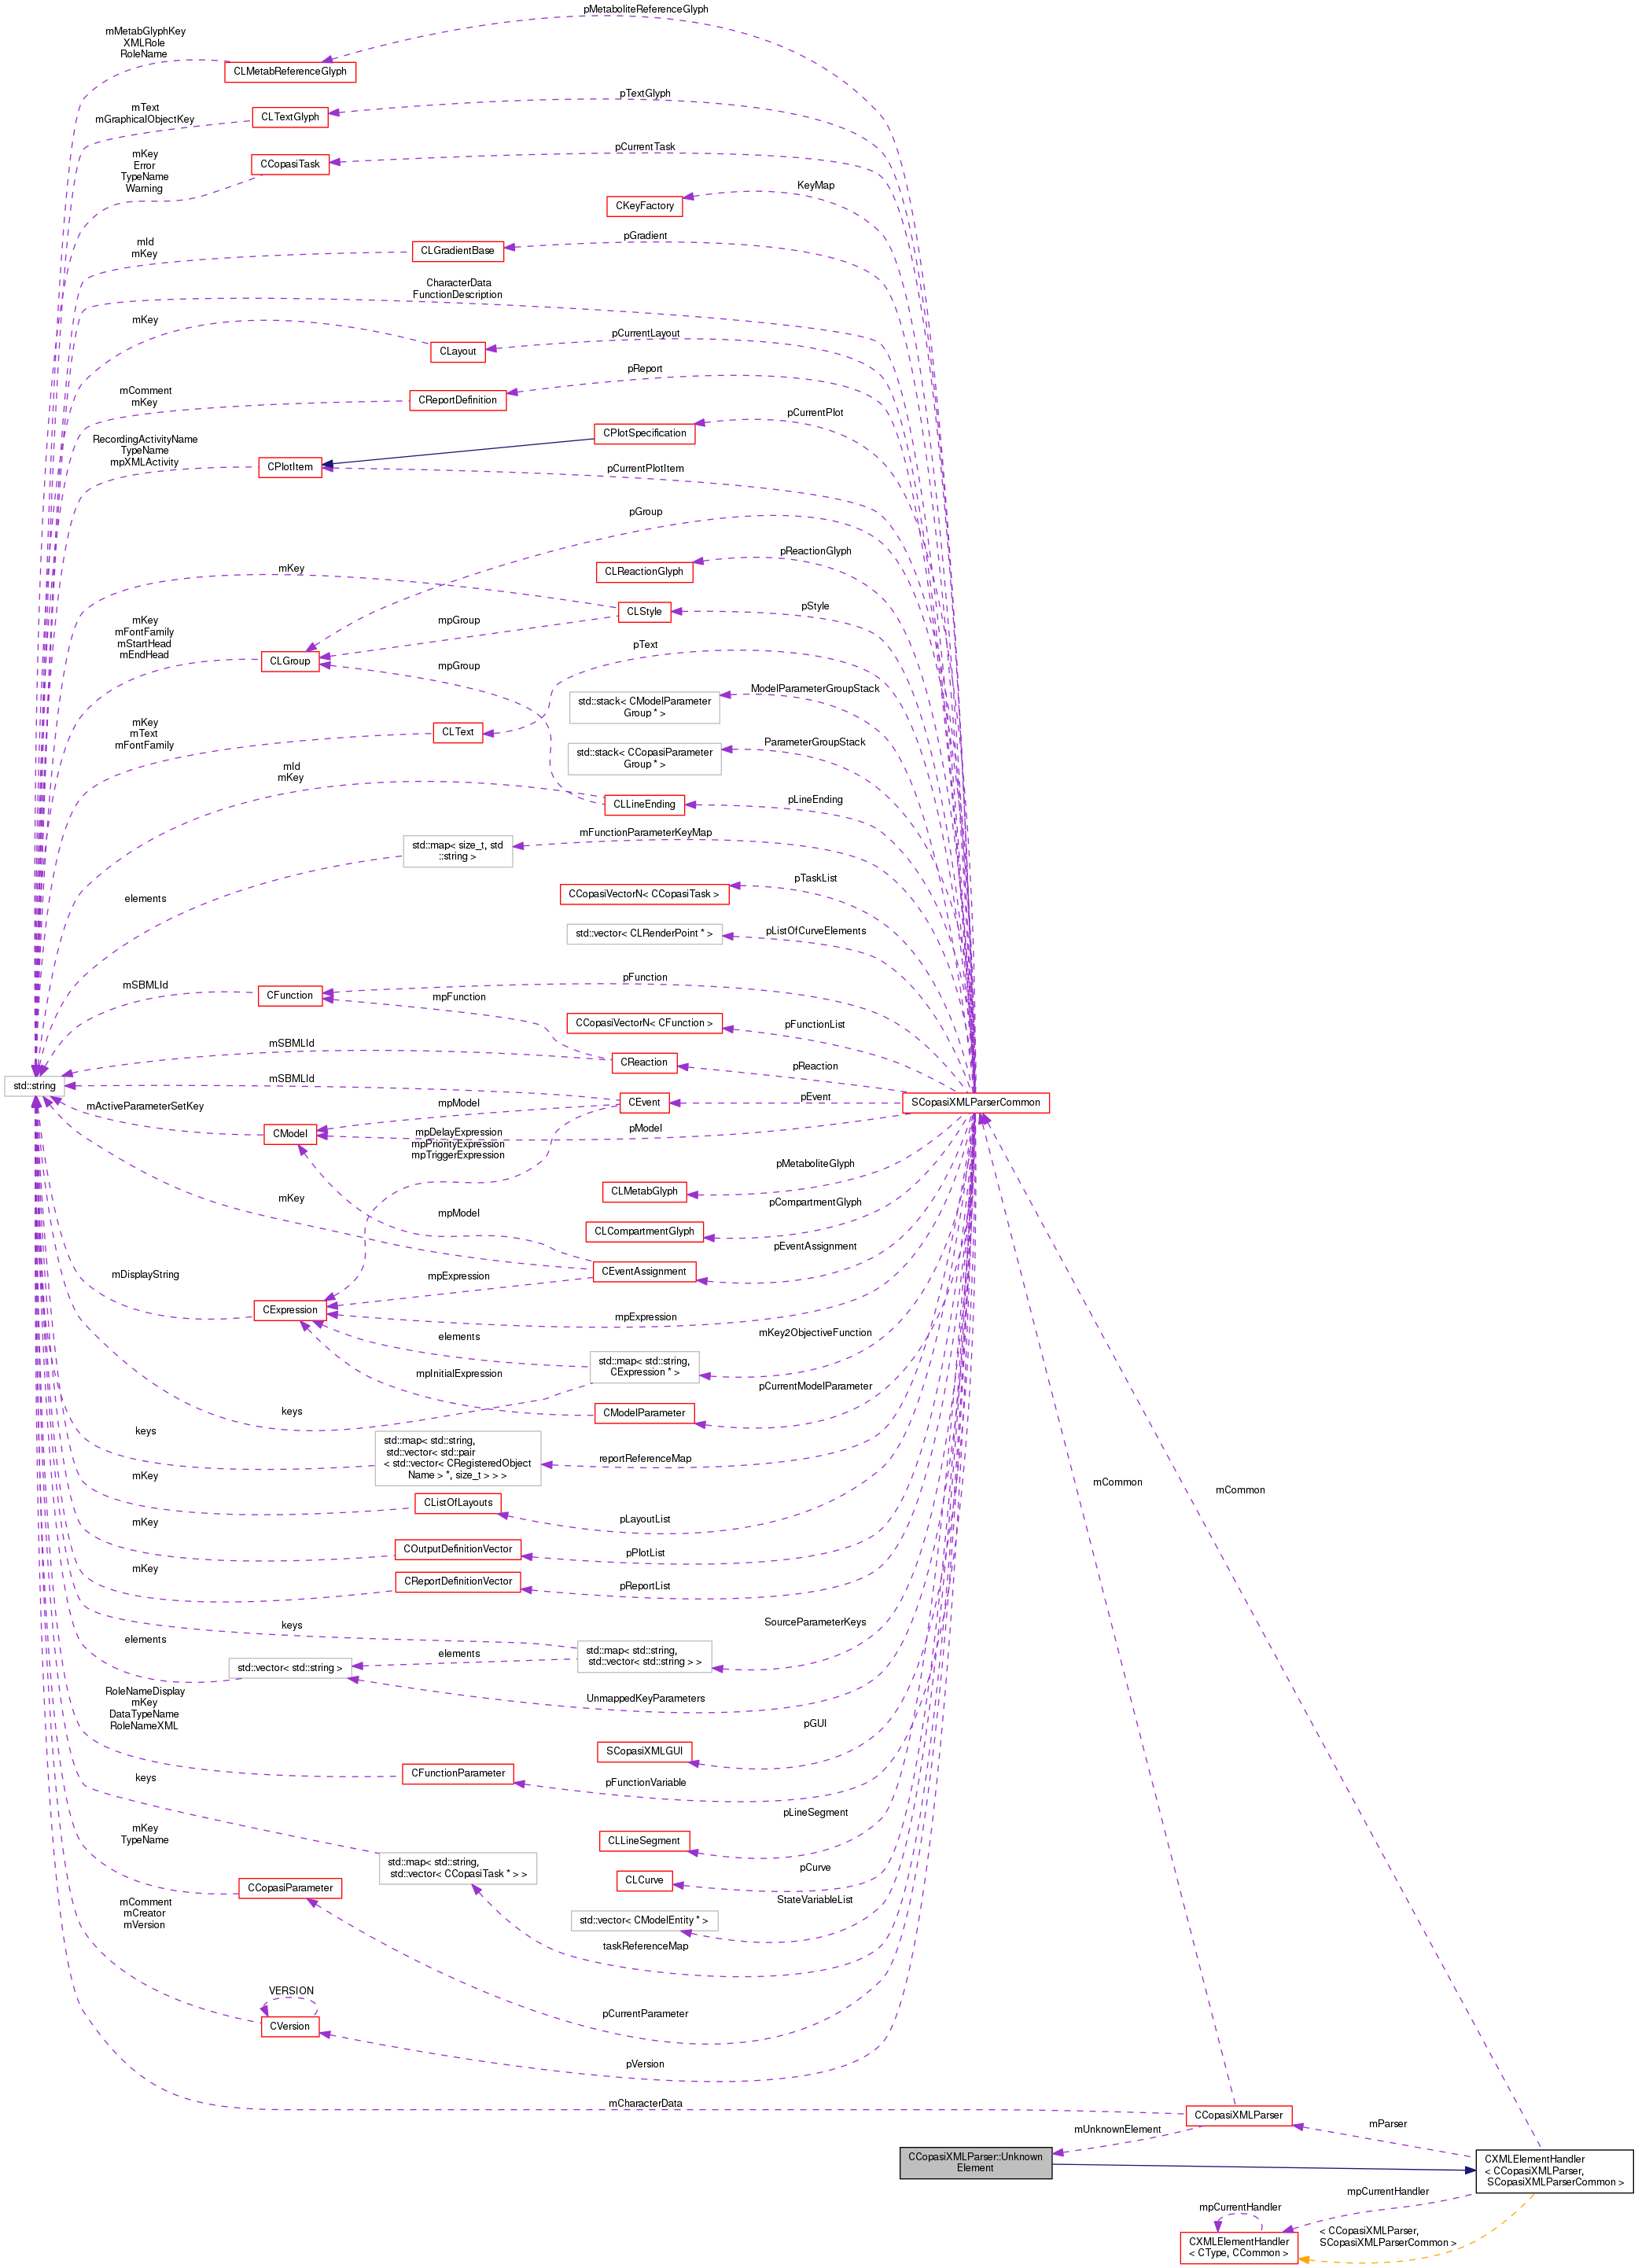 pMetaboliteReferenceGlyph
mMetabGlyphKey
XMLRole
RoleName
CLMetabReferenceGlyph
pTextGlyph
mText
mGraphicalObjectKey
CLTextGlyph
pCurrentTask
mKey
Error
TypeName
Warning
CCopasiTask
KeyMap
CKeyFactory
pGradient
mId
mKey
CLGradientBase
CharacterData
FunctionDescription
mKey
pCurrentLayout
CLayout
pReport
mComment
mKey
CReportDefinition
pCurrentPlot
CPlotSpecification
RecordingActivityName
TypeName
mpXMLActivity
CPlotItem
pCurrentPlotItem
pGroup
pReactionGlyph
CLReactionGlyph
mKey
pStyle
CLStyle
mpGroup
mKey
mFontFamily
mStartHead
mEndHead
CLGroup
pText
mpGroup
ModelParameterGroupStack
std::stack< CModelParameter
Group * >
mKey
mText
mFontFamily
CLText
ParameterGroupStack
std::stack< CCopasiParameter
Group * >
mId
mKey
pLineEnding
CLLineEnding
mFunctionParameterKeyMap
std::map< size_t, std
::string >
elements
pTaskList
CCopasiVectorN< CCopasiTask >
pListOfCurveElements
std::vector< CLRenderPoint * >
pFunction
mSBMLId
CFunction
mpFunction
pFunctionList
CCopasiVectorN< CFunction >
mSBMLId
CReaction
pReaction
std::string
mSBMLId
CEvent
pEvent
SCopasiXMLParserCommon
mActiveParameterSetKey
mpModel
CModel
pModel
mpDelayExpression
mpPriorityExpression
mpTriggerExpression
pMetaboliteGlyph
CLMetabGlyph
mKey
mpModel
pCompartmentGlyph
CLCompartmentGlyph
pEventAssignment
CEventAssignment
mDisplayString
mpExpression
CExpression
mpExpression
mKey2ObjectiveFunction
elements
std::map< std::string,
CExpression * >
mpInitialExpression
pCurrentModelParameter
keys
CModelParameter
keys
std::map< std::string,
std::vector< std::pair
< std::vector< CRegisteredObject
Name > *, size_t > > >
reportReferenceMap
mKey
CListOfLayouts
pLayoutList
mCommon
mCommon
mKey
COutputDefinitionVector
pPlotList
mKey
CReportDefinitionVector
pReportList
SourceParameterKeys
keys
elements
elements
std::map< std::string,
std::vector< std::string > >
std::vector< std::string >
RoleNameDisplay
mKey
DataTypeName
RoleNameXML
UnmappedKeyParameters
pGUI
SCopasiXMLGUI
keys
CFunctionParameter
pFunctionVariable
pLineSegment
CLLineSegment
mKey
TypeName
std::map< std::string,
std::vector< CCopasiTask * > >
pCurve
CLCurve
CCopasiParameter
StateVariableList
mComment
mCreator
mVersion
std::vector< CModelEntity * >
taskReferenceMap
VERSION
CVersion
pCurrentParameter
pVersion
mCharacterData
CCopasiXMLParser
mParser
mUnknownElement
CCopasiXMLParser::Unknown
Element
CXMLElementHandler
< CCopasiXMLParser,
SCopasiXMLParserCommon >
mpCurrentHandler
mpCurrentHandler
< CCopasiXMLParser,
SCopasiXMLParserCommon >
CXMLElementHandler
< CType, CCommon >